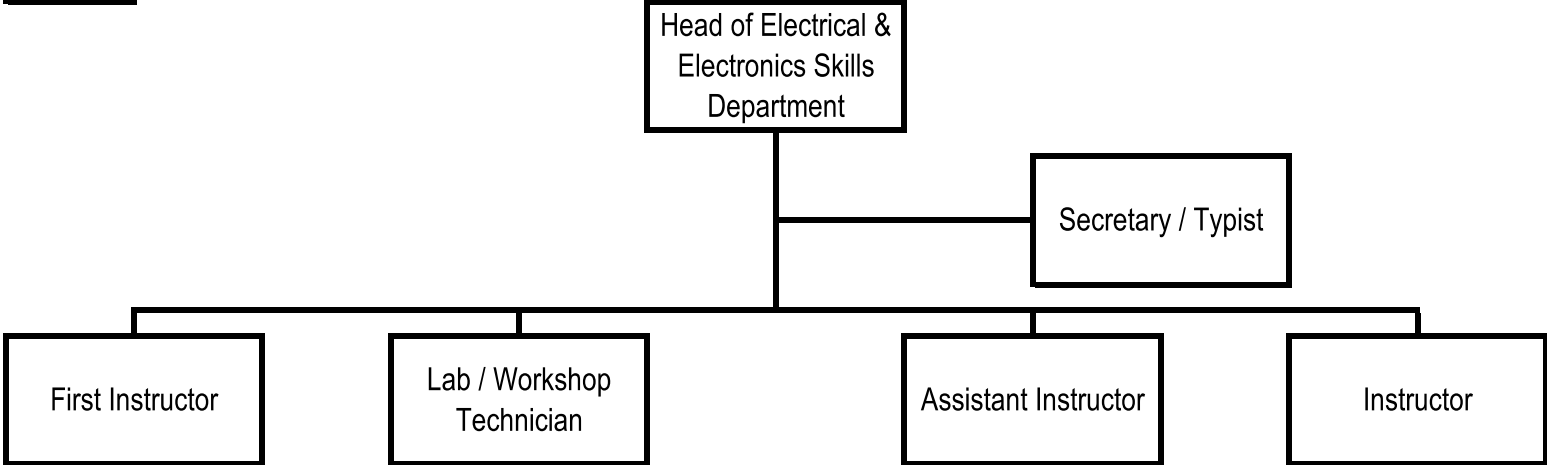 Head of Electrical &
Electronics Skills
Department
Secretary / Typist
First Instructor
Lab / Workshop
Technician
Assistant Instructor
Instructor